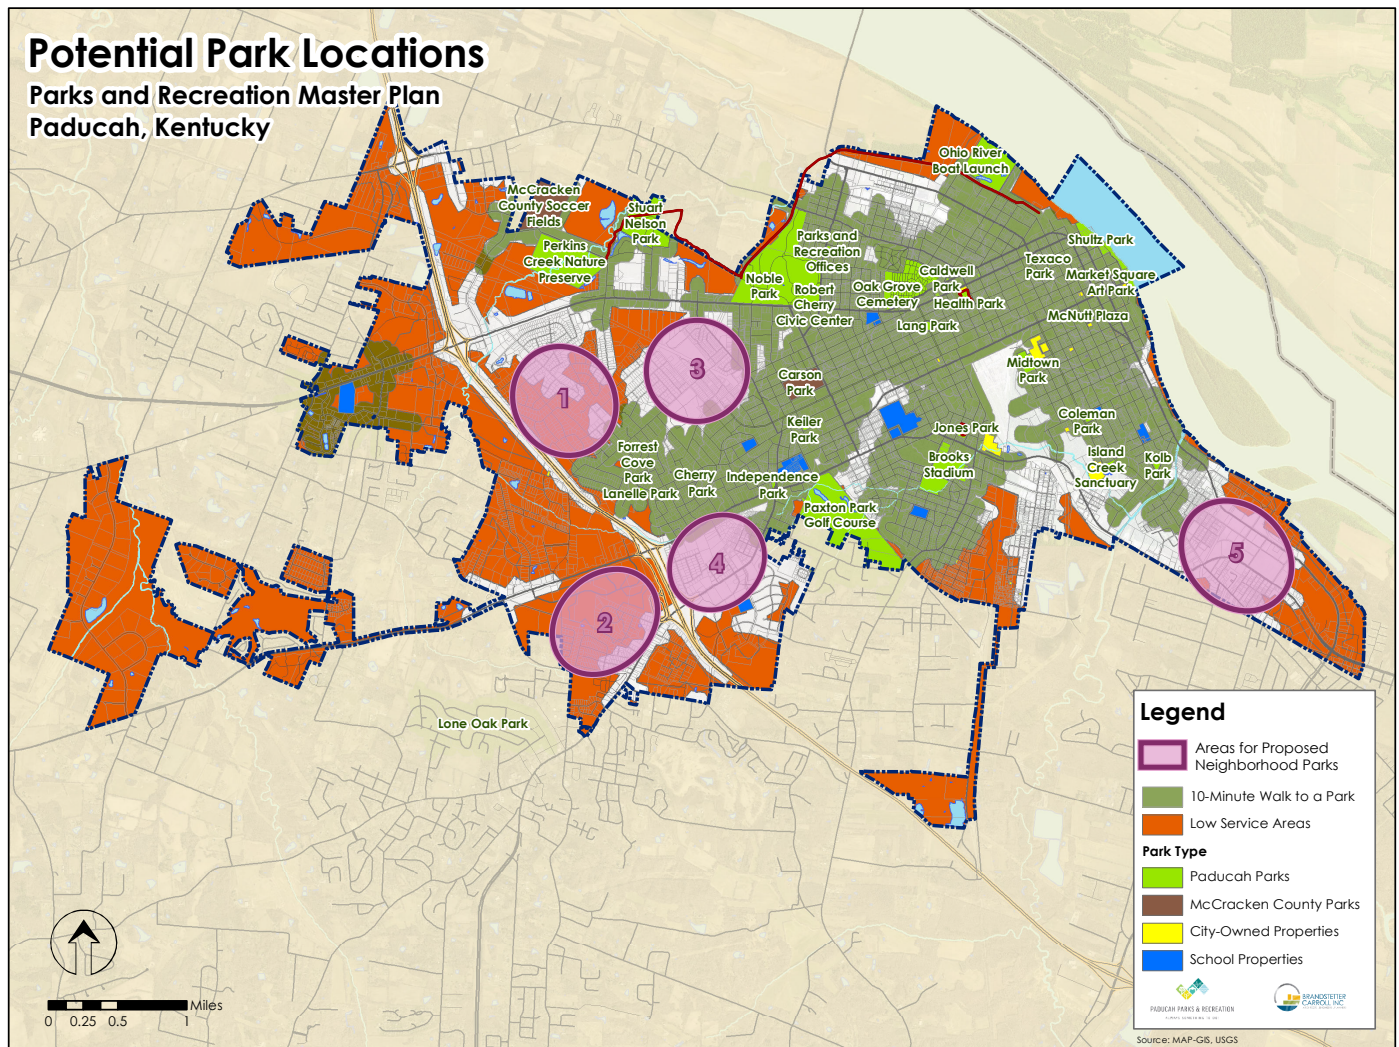 Potential Park Locations
Parks and Recreation Master Plan
Paducah, Kentucky
Ohio River
Boat Launch
McCracken
County Soccer
Fields
Stuart
Nelson
Park
Perkins
Creek Nature
Preserve
Parks and
Recreation
Offices
Noble
Park
Robert
Cherry
Civic Center
Oak Grove
Cemetery
Caldwell
Park
Health Park
Lang Park
Shultz Park
Texaco
Park
Market Square
Art Park
McNutt Plaza
Midtown
Park
Carson
Park
Keiler
Park
Jones Park
Coleman
Park
Brooks
Stadium
Island
Creek
Sanctuary
Kolb
Park
Forrest
Cove
Park
Lanelle Park
Cherry
Park
Independence
Park
Paxton Park
Golf Course
Lone Oak Park
1
3
4
2
5
Legend
Areas for Proposed
Neighborhood Parks
10-Minute Walk to a Park
Low Service Areas
Park Type
Paducah Parks
McCracken County Parks
City-Owned Properties
School Properties
PADUCAH PARKS & RECREATION
BRANDSTETTER
CARROLL INC
Source: MAP-GIS, USGS
Miles
0 0.25 0.5 1